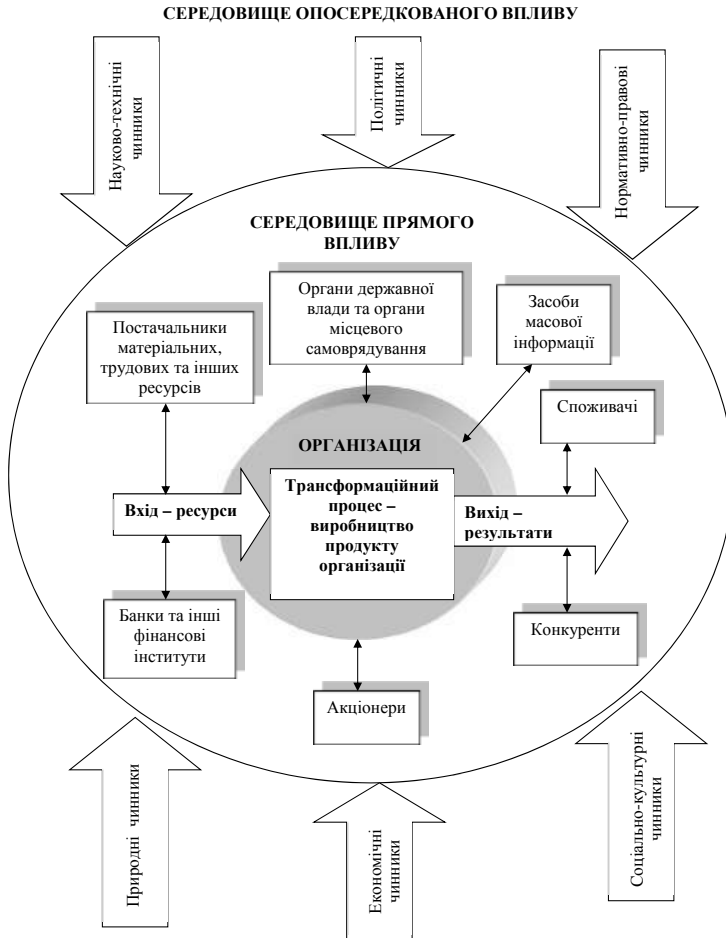 СЕРЕДОВИЩЕ ОПОСЕРЕДКОВАНОГО ВПЛИВУ
Науково-технічні
чинники
Політичні
чинники
Нормативно-правові
чинники
СЕРЕДОВИЩЕ ПРЯМОГО
ВПЛИВУ
Постачальники
матеріальних,
трудових та інших
ресурсів
Органи державної
влади та органи
місцевого
самоврядування
Засоби
масової
інформації
Споживачі
ОРГАНІЗАЦІЯ
Вхід – ресурси
Трансформаційний
процес –
виробництво
продукту
організації
Вихід –
результати
Банки та інші
фінансові
інститути
Акціонери
Конкуренти
Природні чинники
Економічні
чинники
Соціально-культурні
чинники